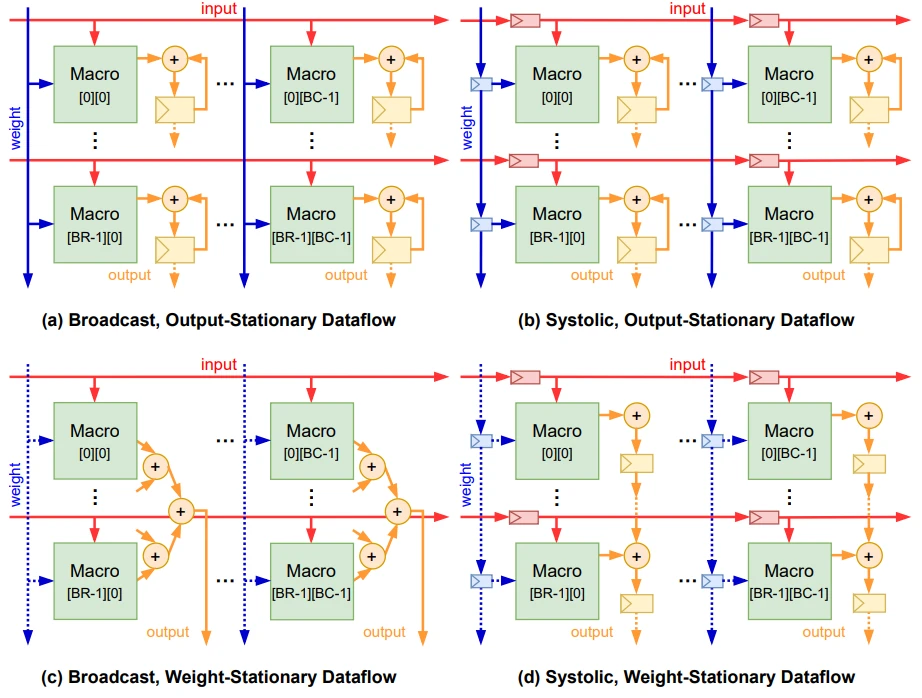 input
weight
Macro
[0][0]
+
...
Macro
[0][BC-1]
+
...
...
Macro
[BR-1][0]
+
...
Macro
[BR-1][BC-1]
+
output
output
(a) Broadcast, Output-Stationary Dataflow
input
weight
Macro
[0][0]
+
...
Macro
[0][BC-1]
+
...
...
Macro
[BR-1][0]
+
...
Macro
[BR-1][BC-1]
+
output
output
(b) Systolic, Output-Stationary Dataflow
input
weight
Macro
[0][0]
+
...
Macro
[0][BC-1]
+
...
+
...
+
Macro
[BR-1][0]
+
...
Macro
[BR-1][BC-1]
+
output
output
(c) Broadcast, Weight-Stationary Dataflow
input
weight
Macro
[0][0]
+
...
Macro
[0][BC-1]
+
...
...
Macro
[BR-1][0]
+
...
Macro
[BR-1][BC-1]
+
output
output
(d) Systolic, Weight-Stationary Dataflow